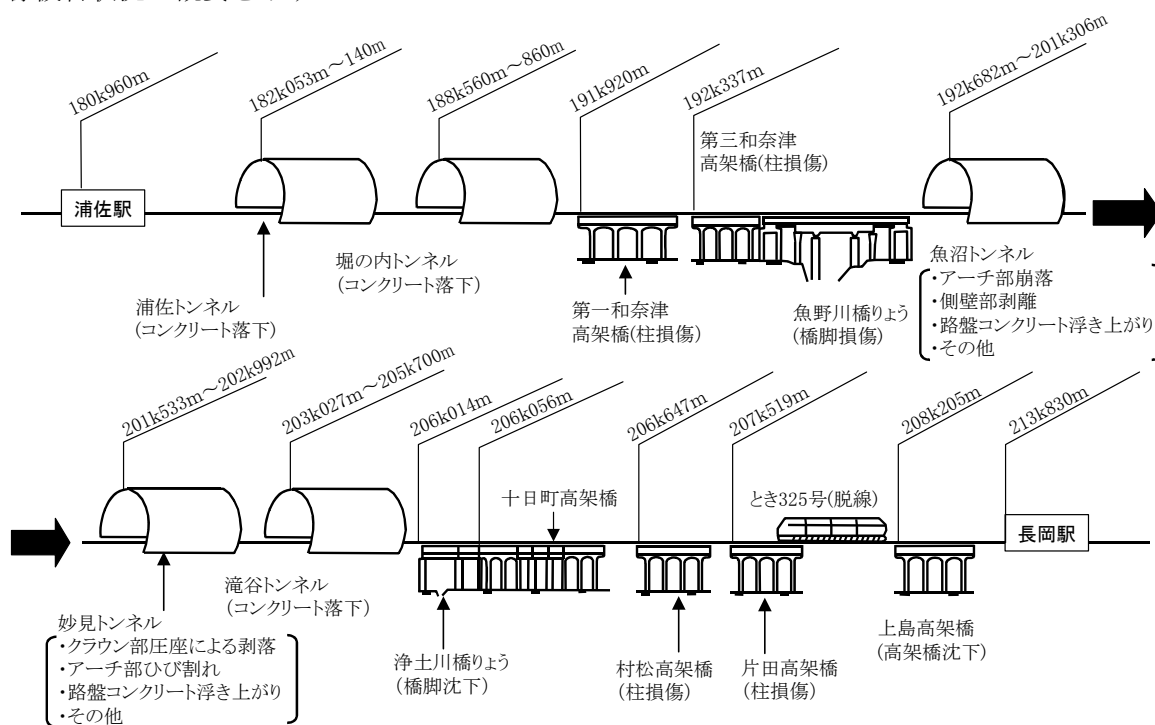 180k960m
182k053m～140m
188k560m～860m
191k920m
192k337m
192k682m～201k306m
第三和奈津
高架橋(柱損傷)
浦佐駅
浦佐トンネル
(コンクリート落下)
堀の内トンネル
(コンクリート落下)
第一和奈津
高架橋(柱損傷)
魚野川橋りょう
(橋脚損傷)
魚沼トンネル
・アーチ部崩落
・側壁部剥離
・路盤コンクリート浮き上がり
・その他
201k533m～202k992m
203k027m～205k700m
206k014m
206k056m
206k647m
207k519m
208k205m
213k830m
十日町高架橋
とき325号(脱線)
長岡駅
妙見トンネル
・クラウン部圧座による剥落
・アーチ部ひび割れ
・路盤コンクリート浮き上がり
・その他
滝谷トンネル
(コンクリート落下)
浄土川橋りょう
(橋脚沈下)
村松高架橋
(柱損傷)
片田高架橋
(柱損傷)
上島高架橋
(高架橋沈下)